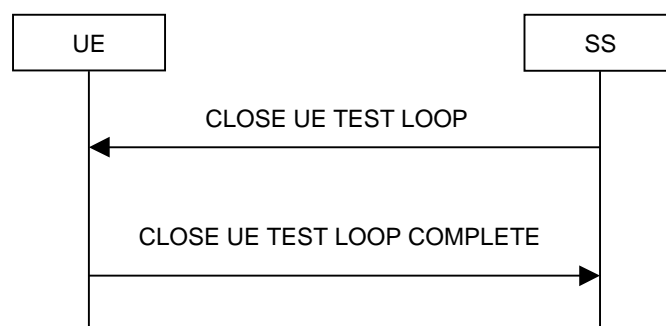 UE
SS
CLOSE UE TEST LOOP
CLOSE UE TEST LOOP COMPLETE